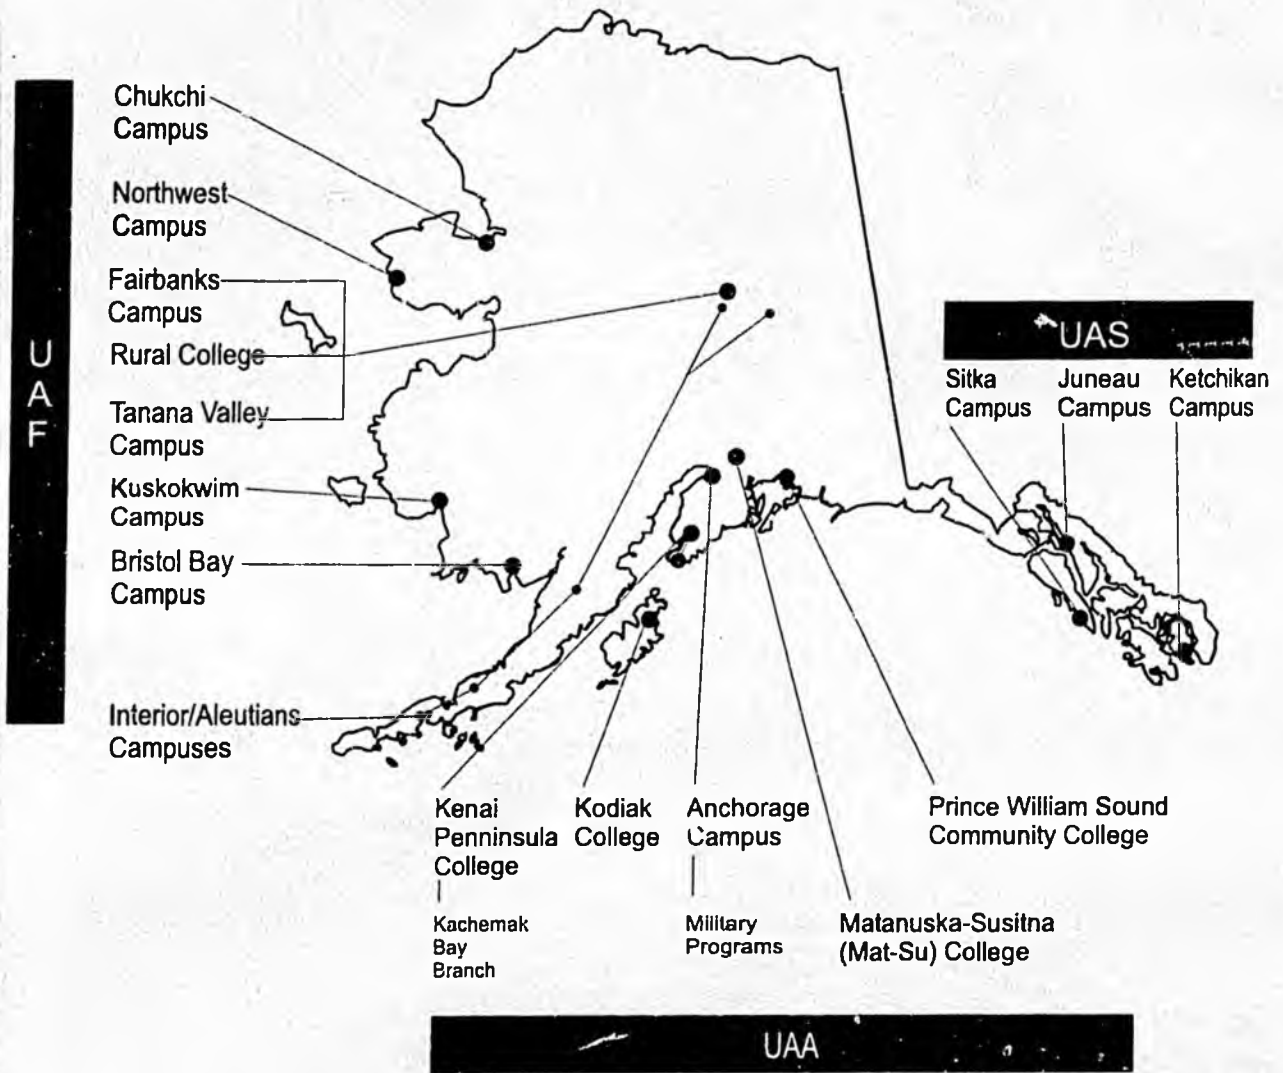 UAF
Chukchi
Campus
Northwest
Campus
Fairbanks
Campus
Rural College
Tanana Valley
Campus
Kuskokwim
Campus
Bristol Bay
Campus
Interior/Aleutians
Campuses
UAS
Sitka
Campus
Juneau
Campus
Ketchikan
Campus
Kenai
Penninsula
College
Kachemak
Bay
Branch
Kodiak
College
Anchorage
Campus
Military
Programs
Matanuska-Susitna
(Mat-Su) College
Prince William Sound
Community College
UAA